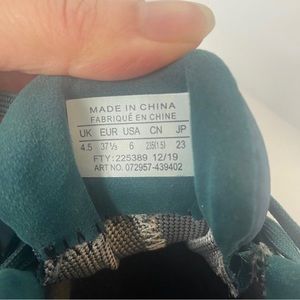 MADE IN CHINA
FABRIQUÉ EN CHINE
UK EUR USA CN JP
4.5 37⅓ 6 235(1.5) 23
FTY: 225389 12/19
ART NO. 072957-439402